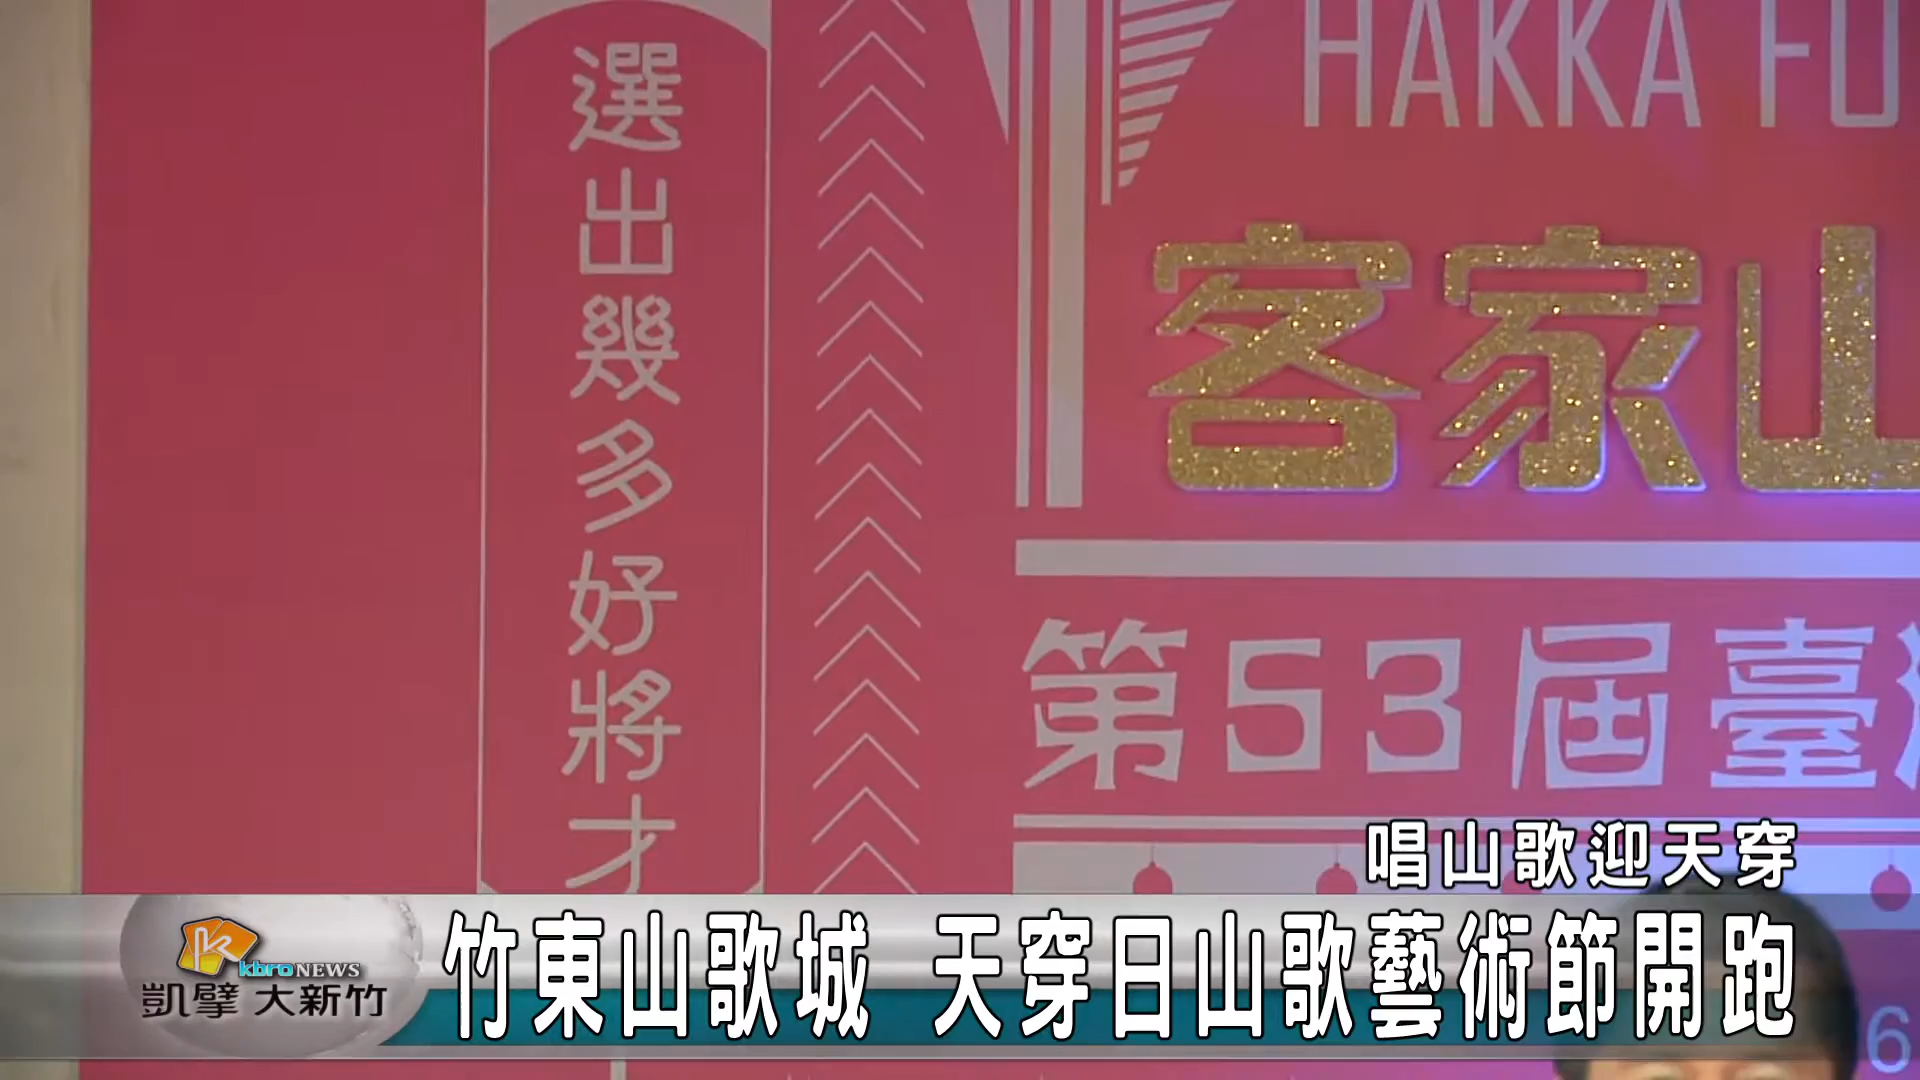 選出幾多好將才
HAKKA FO
客家山
第53屆臺
唱山歌迎天穿
竹東山歌城 天穿日山歌藝術節開跑
kbro NEWS
凱擘 大新竹
6